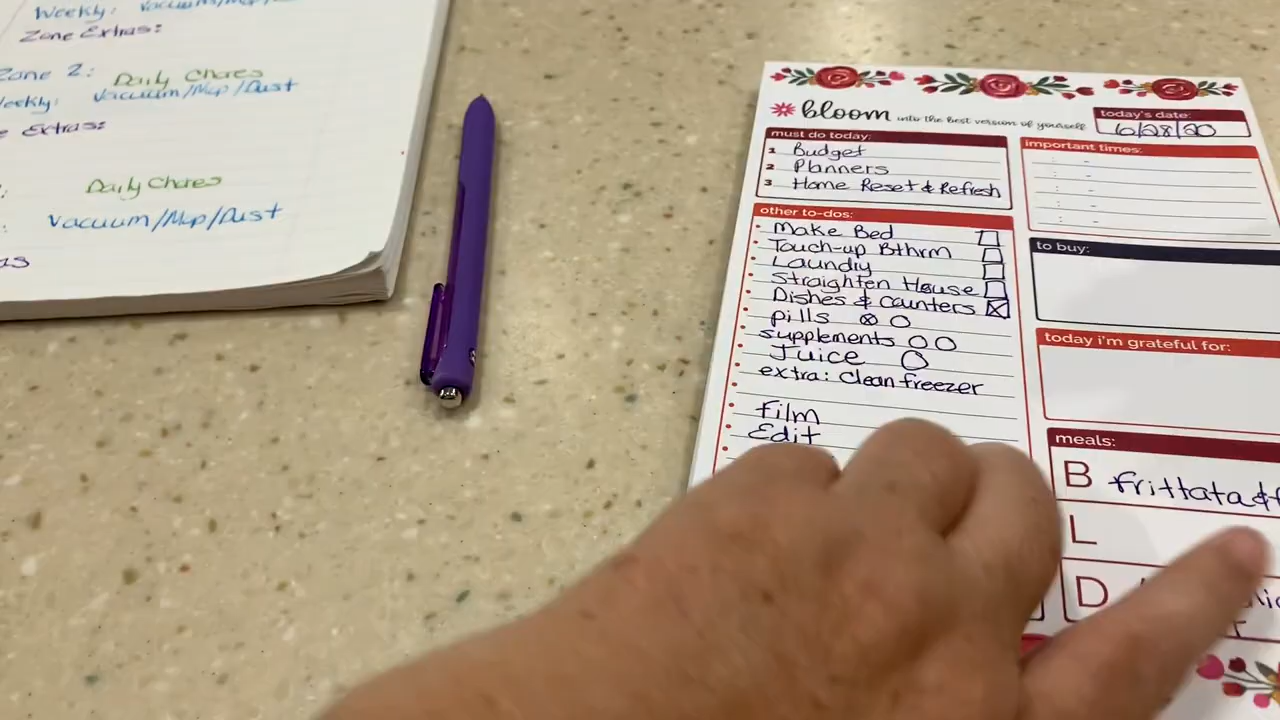 Weekly: Vacuum/Mop/Dust
Zone Extras:
Zone 2: Daily Chores
Weekly: Vacuum/Mop/Dust
Extras:
Daily Chores
Vacuum/Mop/Dust
bloom into the best version of yourself
today's date:
6/28/20
must do today:
1 Budget
2 Planners
3 Home Reset & Refresh
other to-dos:
Make Bed
Touch-up Bthrm
Laundry
Straighten House
Dishes & Counters
pills
supplements
Juice
extra: Clean freezer
Film
Edit
important times:
to buy:
today i'm grateful for:
meals:
B frittata &
L
D